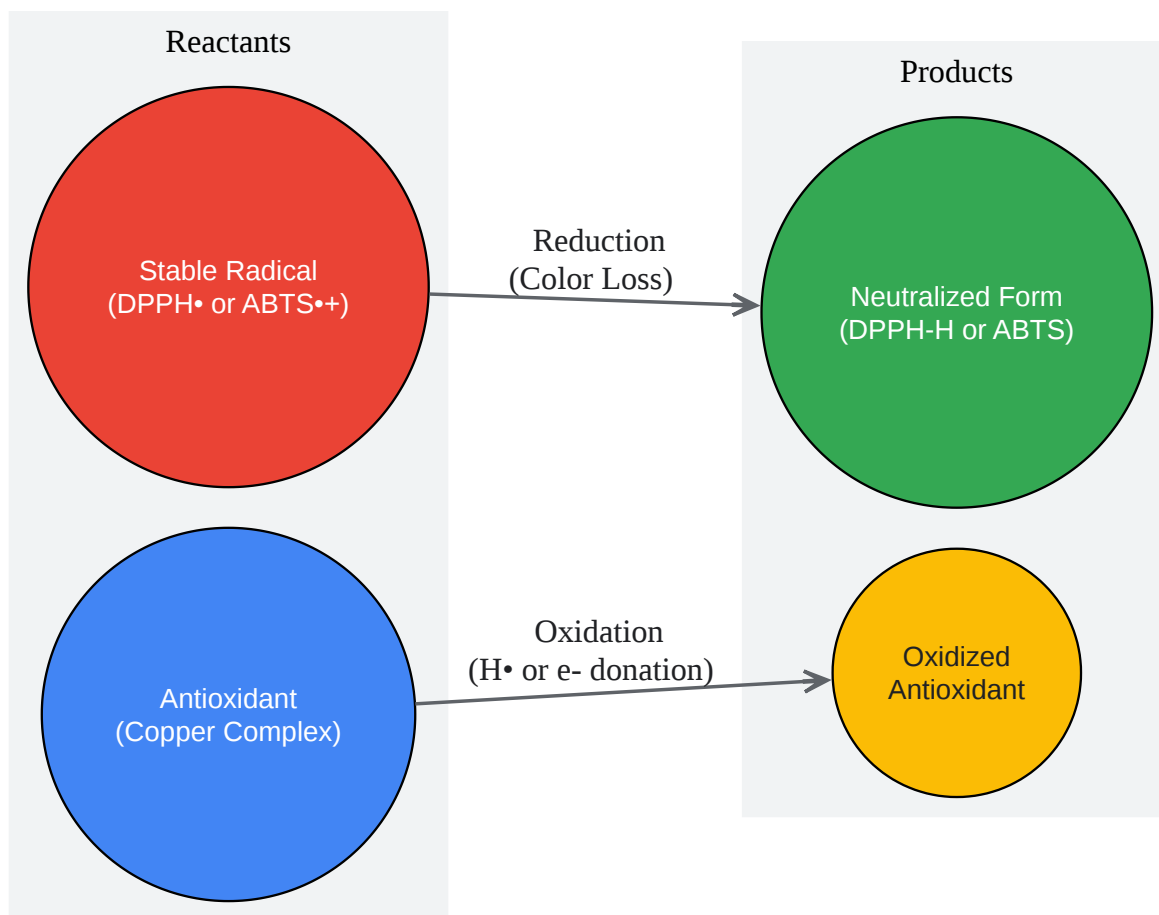 Reactants
Stable Radical
(DPPH• or ABTS•+)
Antioxidant
(Copper Complex)
Reduction
(Color Loss)
Oxidation
(H• or e- donation)
Products
Neutralized Form
(DPPH-H or ABTS)
Oxidized
Antioxidant